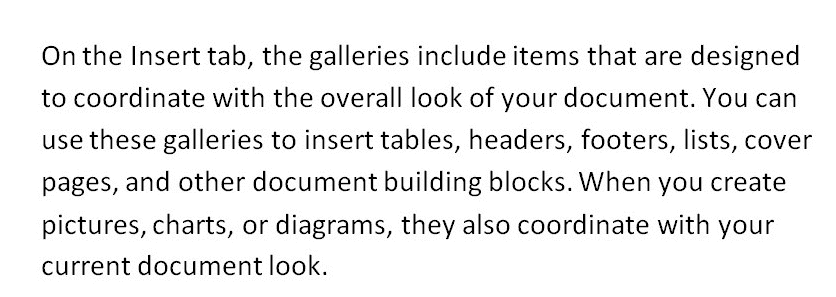 On the Insert tab, the galleries include items that are designed
to coordinate with the overall look of your document. You can
use these galleries to insert tables, headers, footers, lists, cover
pages, and other document building blocks. When you create
pictures, charts, or diagrams, they also coordinate with your
current document look.